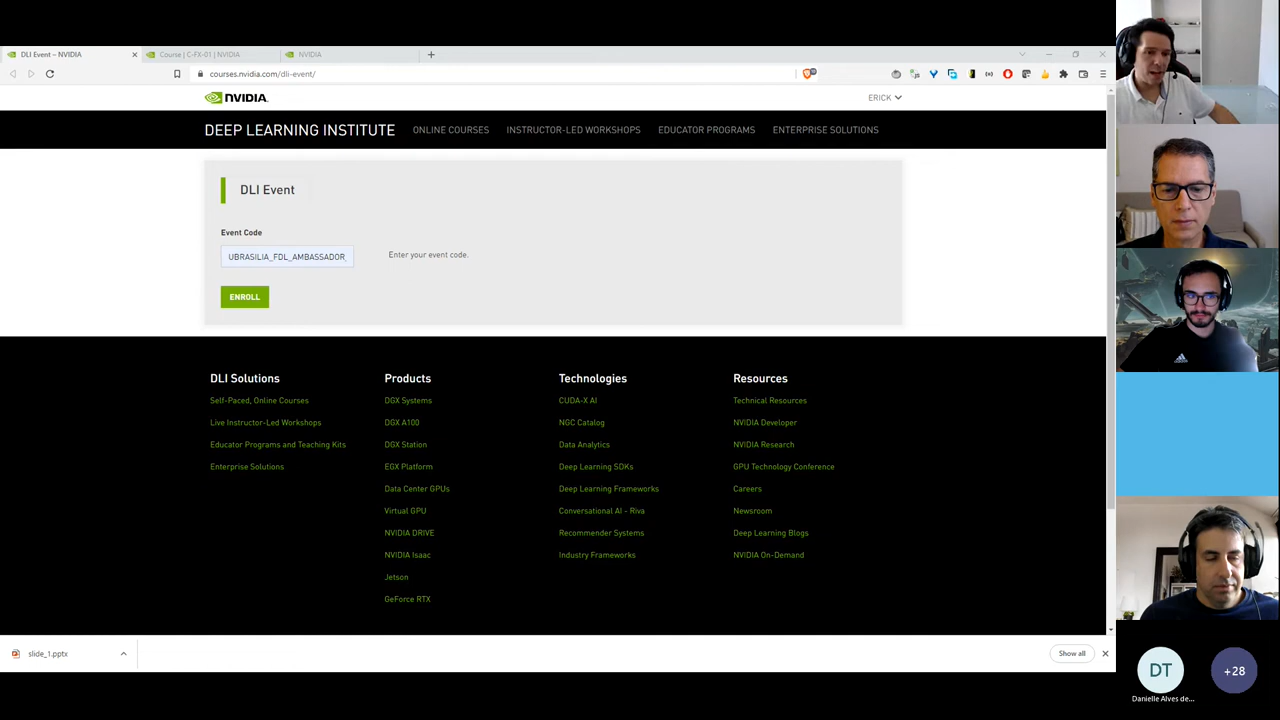 DLI Event – NVIDIA
Course | C-FX-01 | NVIDIA
NVIDIA
courses.nvidia.com/dli-event/
NVIDIA.
ERICK
DEEP LEARNING INSTITUTE
ONLINE COURSES
INSTRUCTOR-LED WORKSHOPS
EDUCATOR PROGRAMS
ENTERPRISE SOLUTIONS
DLI Event
Event Code
UBRASILIA_FDL_AMBASSADOR_
Enter your event code.
ENROLL
DLI Solutions
Self-Paced, Online Courses
Live Instructor-Led Workshops
Educator Programs and Teaching Kits
Enterprise Solutions
Products
DGX Systems
DGX A100
DGX Station
EGX Platform
Data Center GPUs
Virtual GPU
NVIDIA DRIVE
NVIDIA Isaac
Jetson
GeForce RTX
Technologies
CUDA-X AI
NGC Catalog
Data Analytics
Deep Learning SDKs
Deep Learning Frameworks
Conversational AI - Riva
Recommender Systems
Industry Frameworks
Resources
Technical Resources
NVIDIA Developer
NVIDIA Research
GPU Technology Conference
Careers
Newsroom
Deep Learning Blogs
NVIDIA On-Demand
slide_1.pptx
Show all
DT
Danielle Alves de...
+28